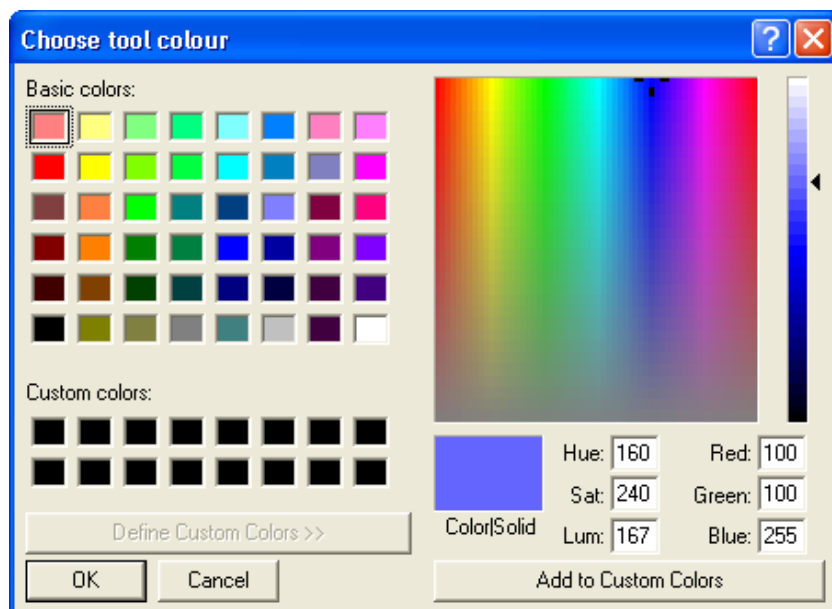 Choose tool colour
Basic colors:
Custom colors:
Define Custom Colors >>
OK Cancel
Color|Solid
Hue: 160 Red: 100
Sat: 240 Green: 100
Lum: 167 Blue: 255
Add to Custom Colors